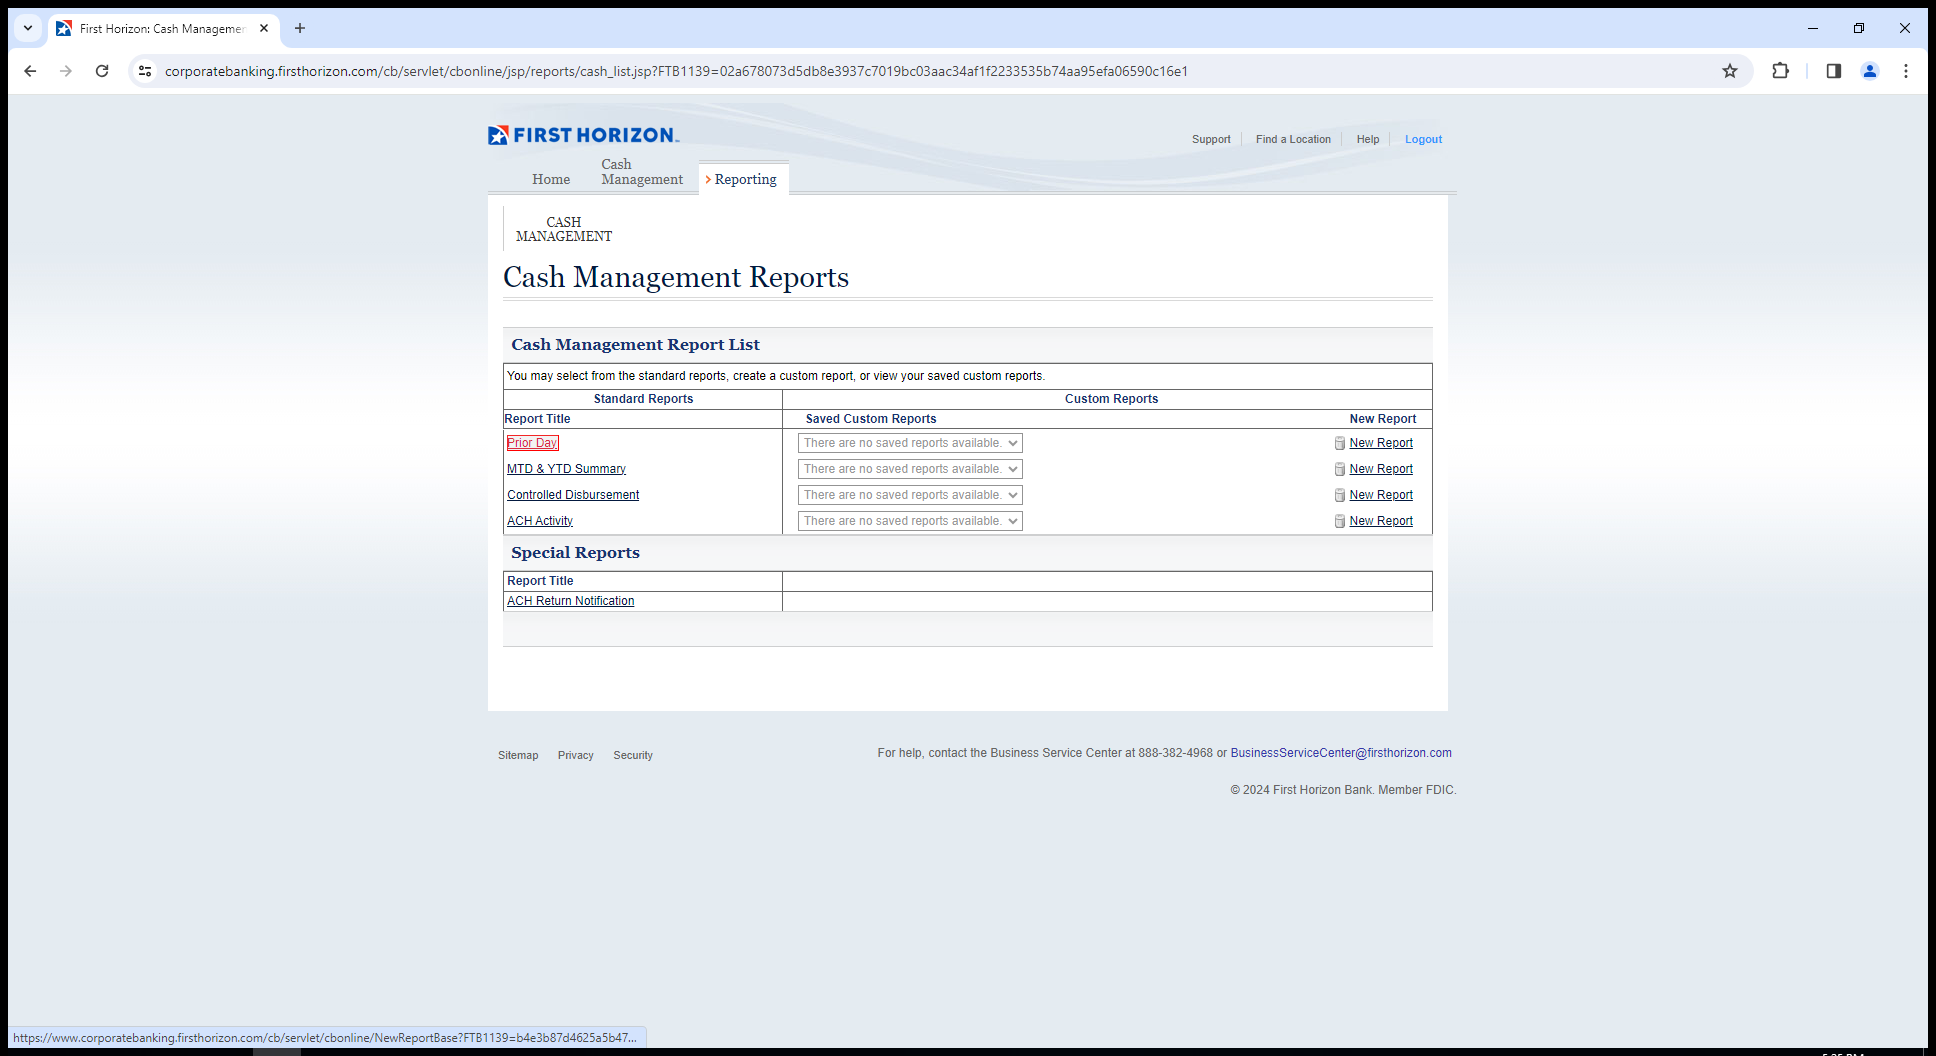 First Horizon: Cash Managemen
corporatebanking.firsthorizon.com/cb/servlet/cbonline/jsp/reports/cash_list.jsp?FTB1139=02a678073d5db8e3937c7019bc03aac34af1f2233535b74aa95efa06590c16e1
FIRST HORIZON
Support Find a Location Help Logout
Home Cash Management Reporting
CASH
MANAGEMENT
Cash Management Reports
Cash Management Report List
You may select from the standard reports, create a custom report, or view your saved custom reports.
Standard Reports Custom Reports
Report Title Saved Custom Reports New Report
Prior Day There are no saved reports available. New Report
MTD & YTD Summary There are no saved reports available. New Report
Controlled Disbursement There are no saved reports available. New Report
ACH Activity There are no saved reports available. New Report
Special Reports
Report Title
ACH Return Notification
Sitemap Privacy Security For help, contact the Business Service Center at 888-382-4968 or BusinessServiceCenter@firsthorizon.com
© 2024 First Horizon Bank. Member FDIC.
https://www.corporatebanking.firsthorizon.com/cb/servlet/cbonline/NewReportBase?FTB1139=b4e3b87d4625a5b47...